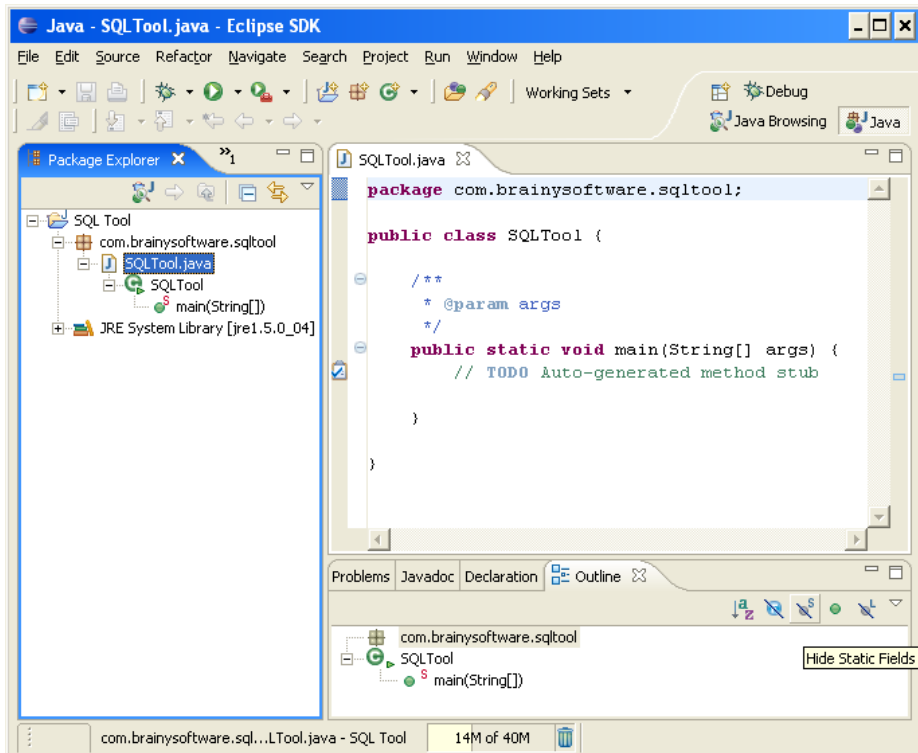 Java - SQLTool.java - Eclipse SDK
File Edit Source Refactor Navigate Search Project Run Window Help
Working Sets
Debug
Java Browsing
Java
Package Explorer
»1
SQL Tool
com.brainysoftware.sqltool
SQLTool.java
SQLTool
main(String[])
JRE System Library [jre1.5.0_04]
SQLTool.java
package com.brainysoftware.sqltool;
public class SQLTool {
/**
* @param args
*/
public static void main(String[] args) {
// TODO Auto-generated method stub
}
}
Problems Javadoc Declaration Outline
com.brainysoftware.sqltool
SQLTool
main(String[])
Hide Static Fields
com.brainysoftware.sql...LTool.java - SQL Tool
14M of 40M